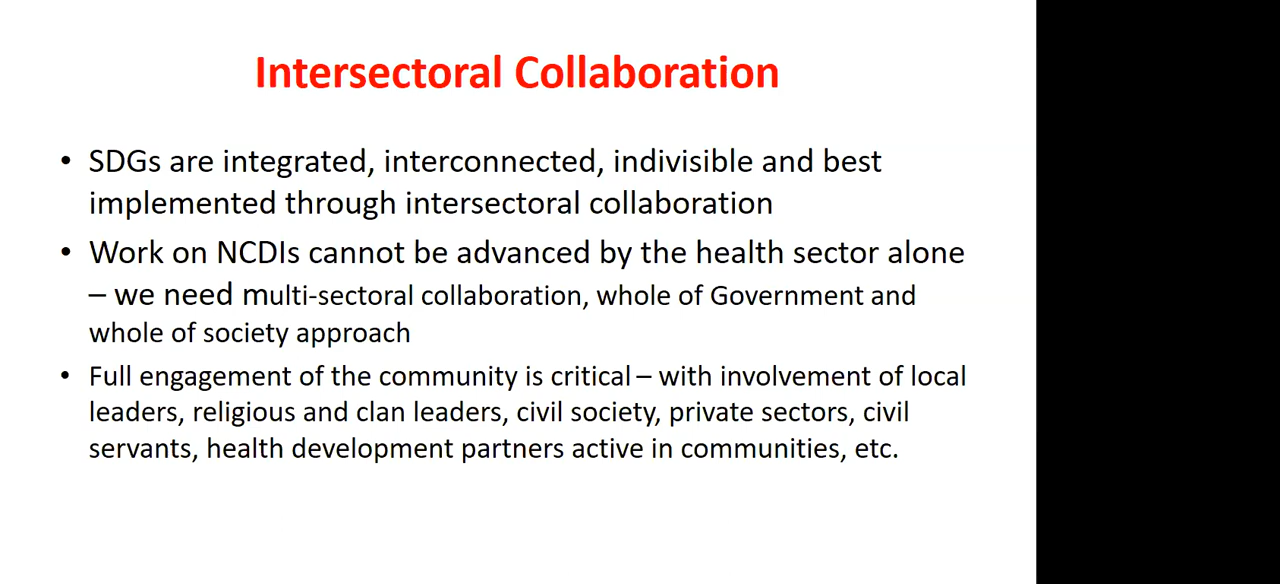 Intersectoral Collaboration
• SDGs are integrated, interconnected, indivisible and best
implemented through intersectoral collaboration
• Work on NCDIs cannot be advanced by the health sector alone
– we need multi-sectoral collaboration, whole of Government and
whole of society approach
• Full engagement of the community is critical – with involvement of local
leaders, religious and clan leaders, civil society, private sectors, civil
servants, health development partners active in communities, etc.